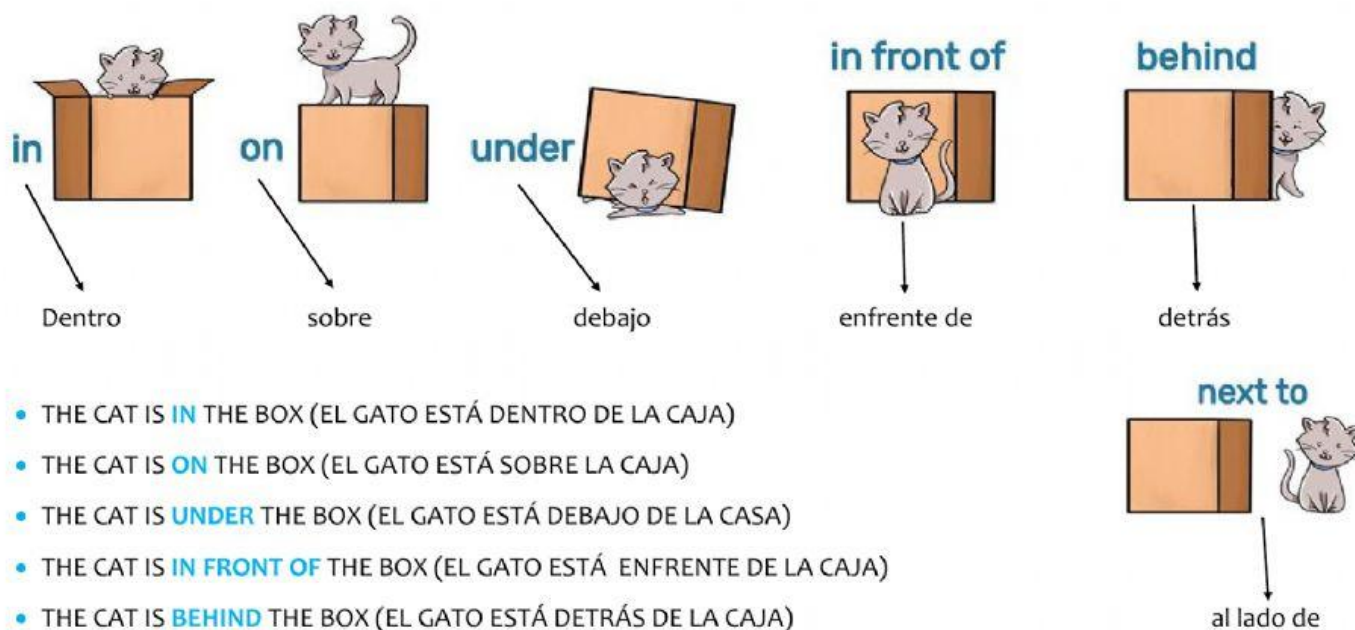 in front of
behind
in
on
under
Dentro
sobre
debajo
enfrente de
detrás
next to
• THE CAT IS IN THE BOX (EL GATO ESTÁ DENTRO DE LA CAJA)
• THE CAT IS ON THE BOX (EL GATO ESTÁ SOBRE LA CAJA)
• THE CAT IS UNDER THE BOX (EL GATO ESTÁ DEBAJO DE LA CASA)
• THE CAT IS IN FRONT OF THE BOX (EL GATO ESTÁ ENFRENTE DE LA CAJA)
• THE CAT IS BEHIND THE BOX (EL GATO ESTÁ DETRÁS DE LA CAJA)
al lado de